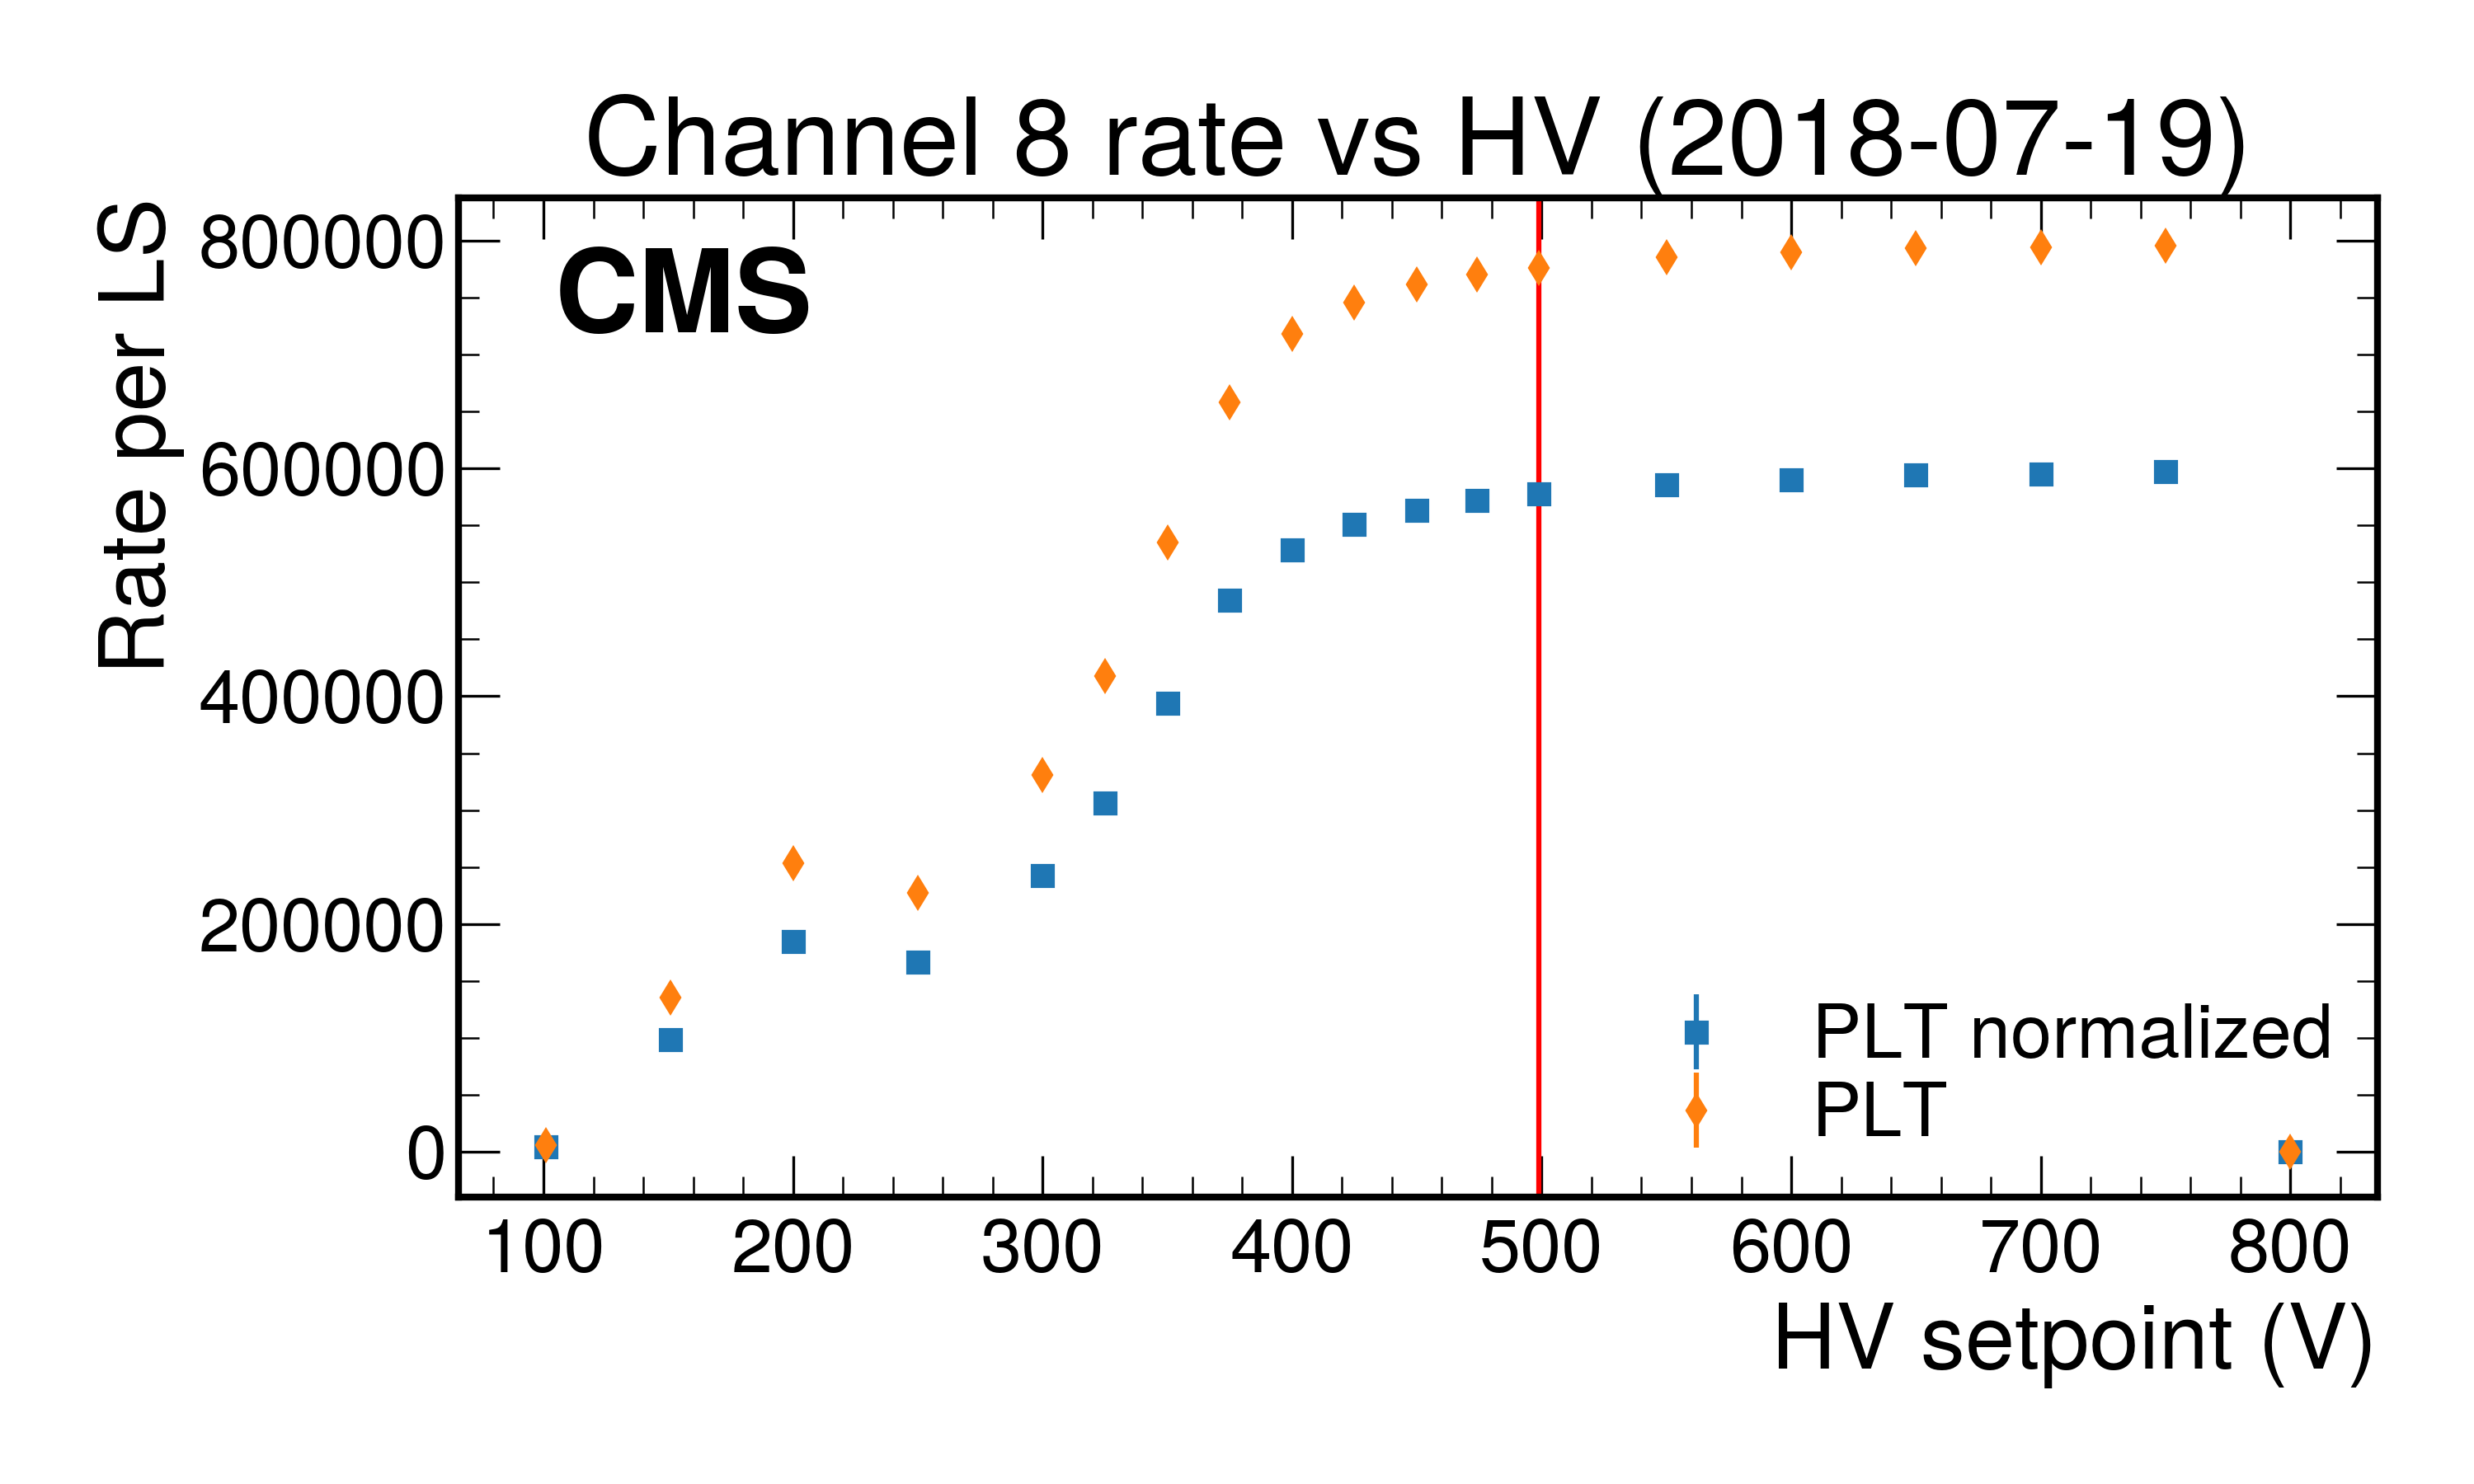 Channel 8 rate vs HV (2018-07-19)
CMS
Rate per LS
800000
600000
400000
200000
0
PLT normalized
PLT
100 200 300 400 500 600 700 800
HV setpoint (V)